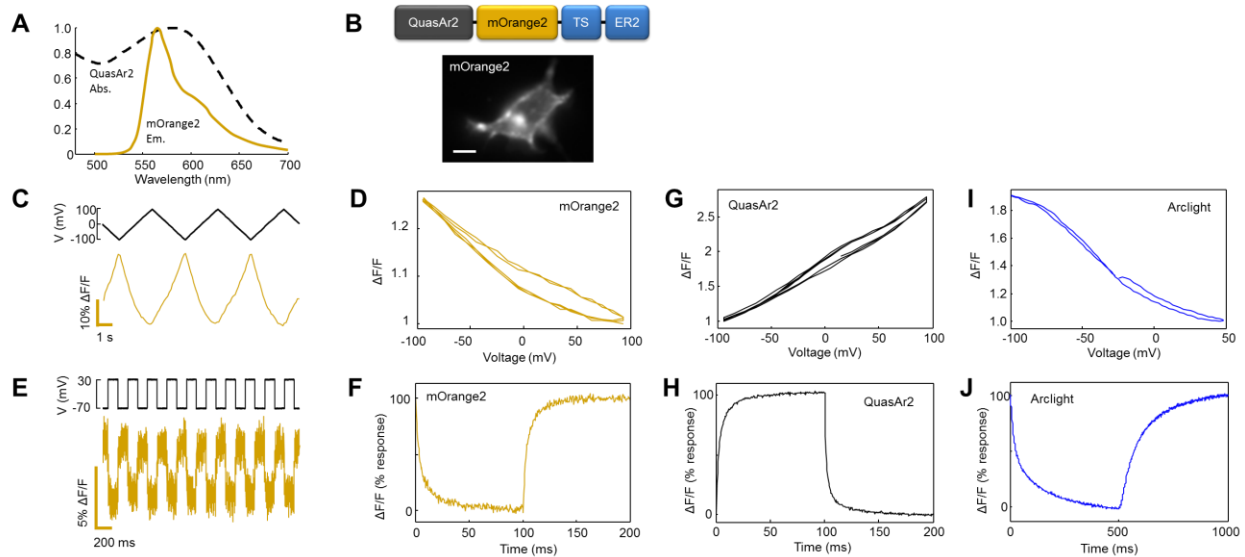 A
1.0
0.8
0.6
0.4
0.2
0
QuasAr2
Abs.
mOrange2
Em.
500
550
600
650
700
Wavelength (nm)
B
QuasAr2 mOrange2 TS ER2
mOrange2
C
V (mV)
100
0
-100
10% ΔF/F
1 s
D
mOrange2
ΔF/F
1.2
1.1
1
-100
-50
0
50
100
Voltage (mV)
G
QuasAr2
ΔF/F
2.5
2
1.5
1
-100
-50
0
50
100
Voltage (mV)
I
Arclight
ΔF/F
1.8
1.6
1.4
1.2
1.0
-100
-50
0
50
Voltage (mV)
E
V (mV)
30
-70
5% ΔF/F
200 ms
F
mOrange2
ΔF/F (% response)
100
0
0
50
100
150
200
Time (ms)
H
QuasAr2
ΔF/F (% response)
100
0
0
50
100
150
200
Time (ms)
J
Arclight
ΔF/F (% response)
100
0
0
500
1000
Time (ms)